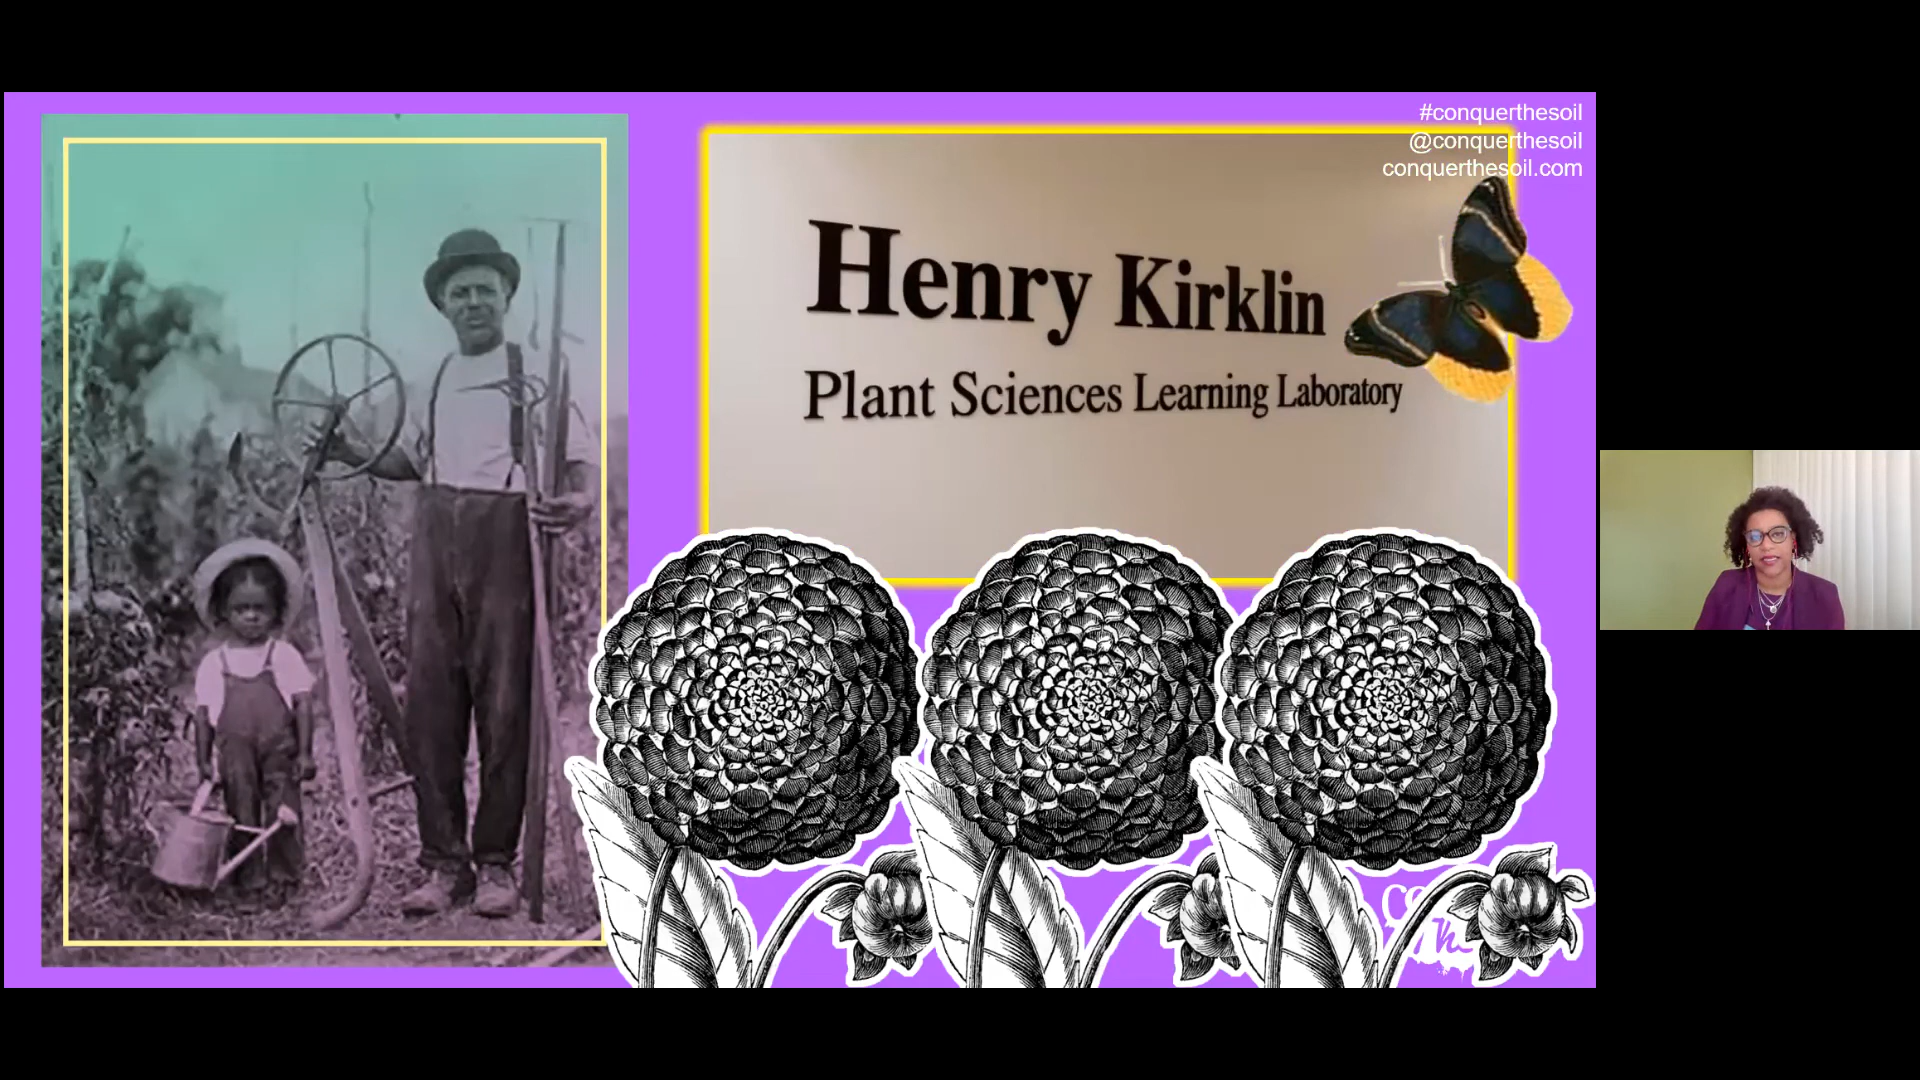 #conquerthesoil
@conquerthesoil
conquerthesoil.com
Henry Kirklin
Plant Sciences Learning Laboratory